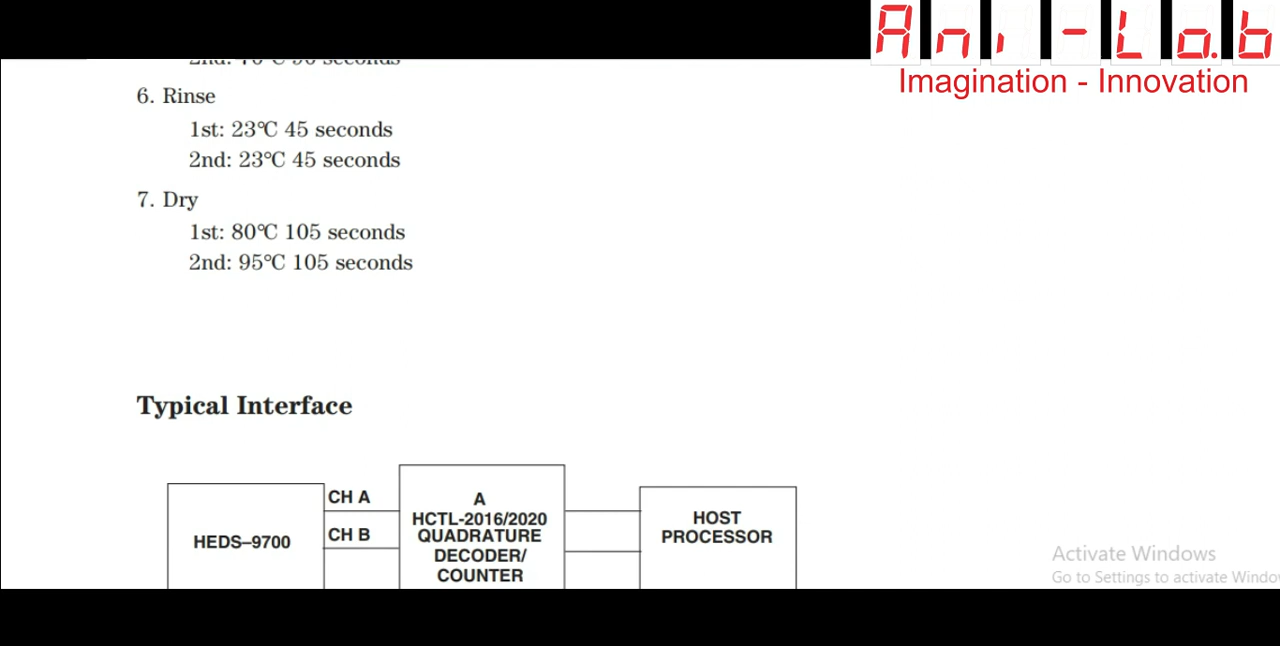 Ani-Lab
Imagination - Innovation
6. Rinse
1st: 23°C 45 seconds
2nd: 23°C 45 seconds
7. Dry
1st: 80°C 105 seconds
2nd: 95°C 105 seconds
Typical Interface
HEDS–9700
CH A
CH B
A
HCTL-2016/2020
QUADRATURE
DECODER/
COUNTER
HOST
PROCESSOR
Activate Windows
Go to Settings to activate